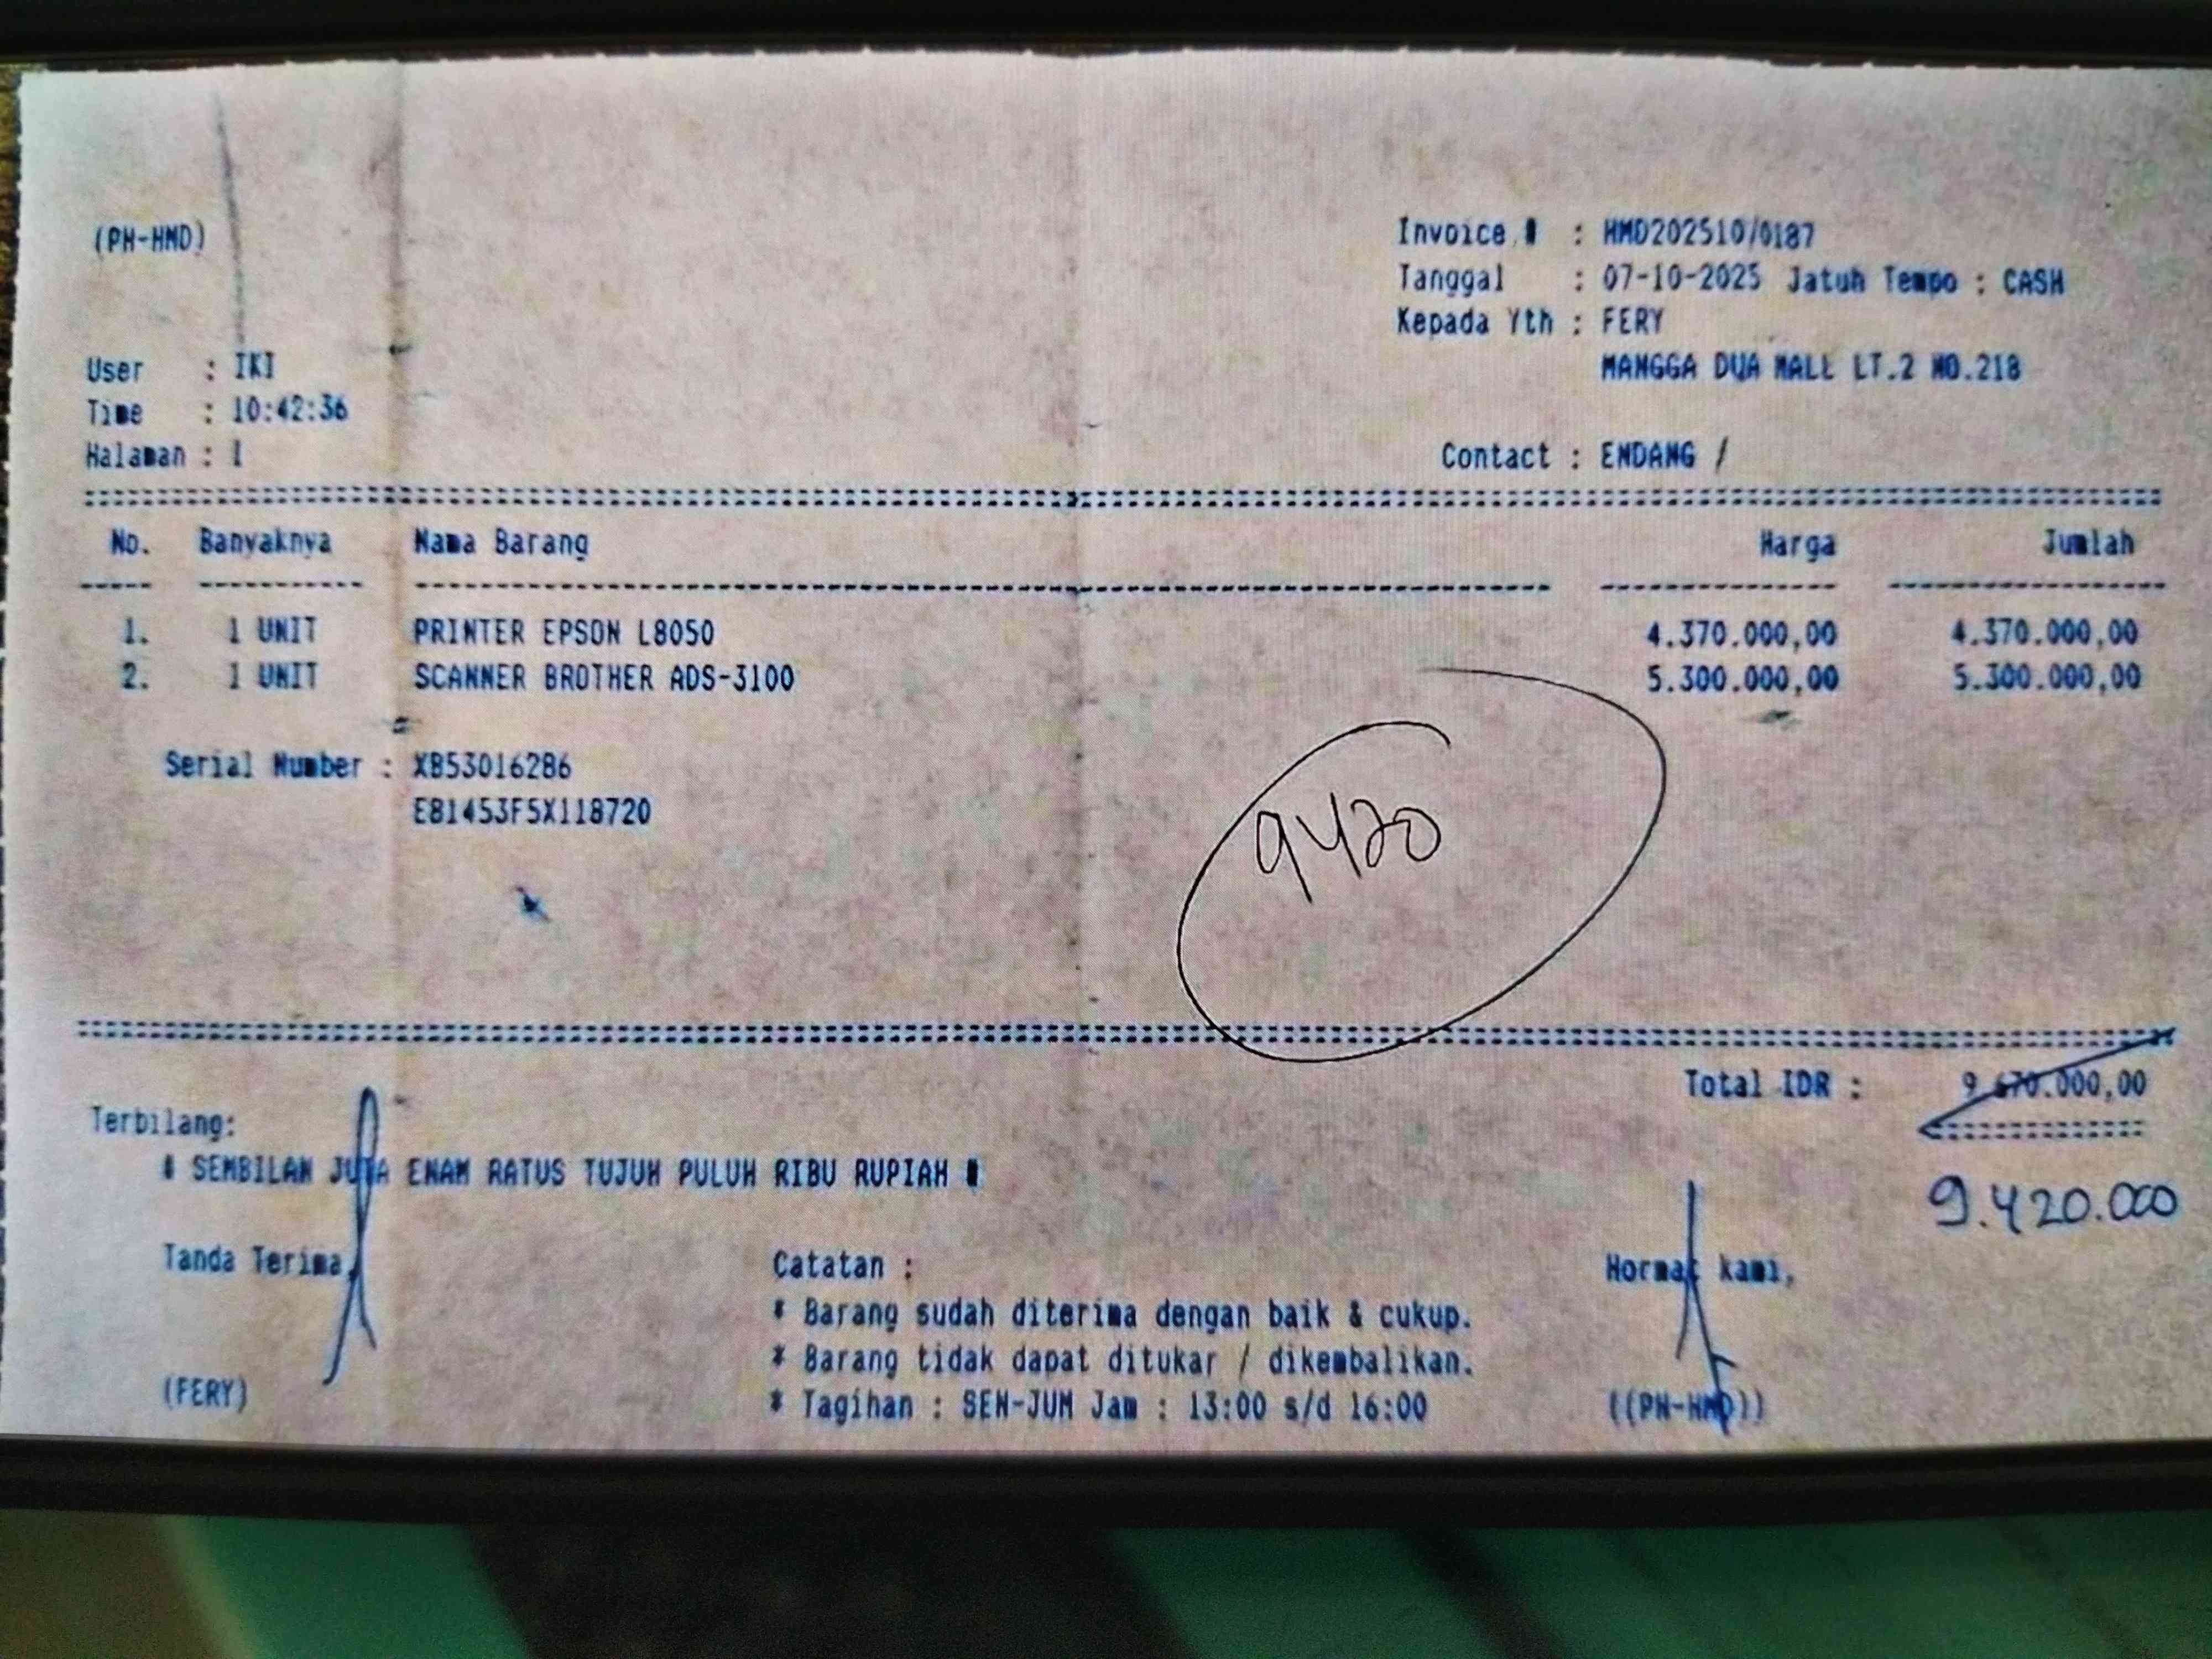 (PH-HMD)
Invoice # : HMD202510/0187
Tanggal : 07-10-2025 Jatuh Tempo : CASH
Kepada Yth : FERY
MANGGA DUA MALL LT.2 NO.218
User : IKI
Time : 10:42:36
Halaman : 1
Contact : ENDANG /
No. Banyaknya Nama Barang Harga Jumlah
1. 1 UNIT PRINTER EPSON L8050 4.370.000,00 4.370.000,00
2. 1 UNIT SCANNER BROTHER ADS-3100 5.300.000,00 5.300.000,00
Serial Number : XB53016286
E81453F5X118720
9420
Total IDR : 9.670.000,00
Terbilang:
# SEMBILAN JUTA ENAM RATUS TUJUH PULUH RIBU RUPIAH #
9.420.000
Tanda Terima,
Catatan :
Hormat kami,
* Barang sudah diterima dengan baik & cukup.
* Barang tidak dapat ditukar / dikembalikan.
* Tagihan : SEN-JUM Jam : 13:00 s/d 16:00
(FERY)
((PH-HMD))